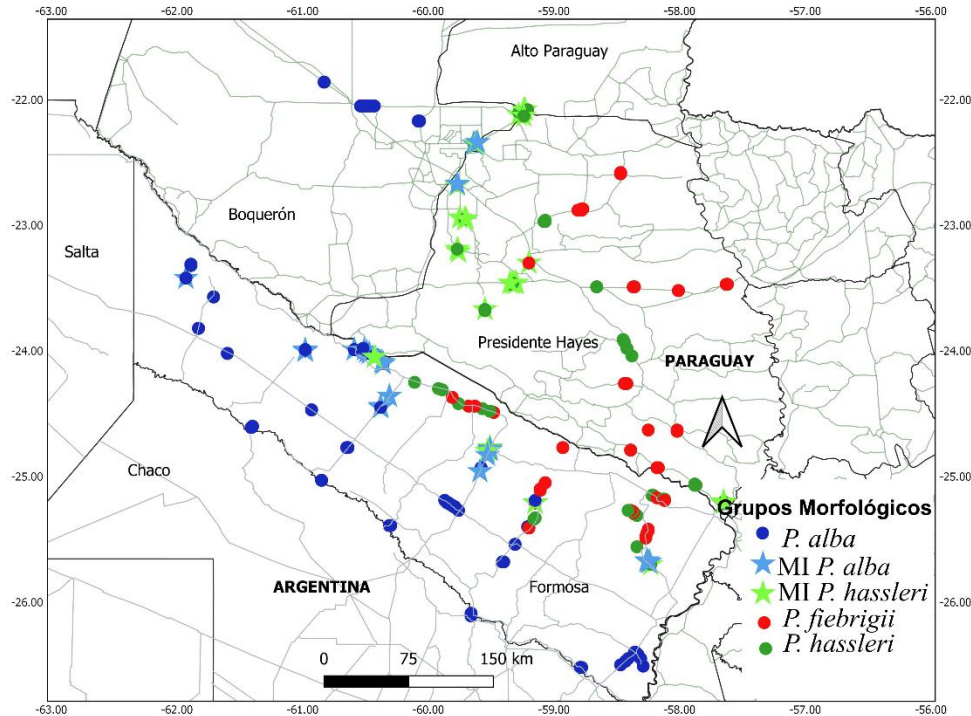 -63.00 -62.00 -61.00 -60.00 -59.00 -58.00 -57.00 -56.00
Alto Paraguay
-22.00 -22.00
Boquerón
-23.00 -23.00
Salta
Presidente Hayes
-24.00 -24.00
PARAGUAY
Chaco
-25.00 -25.00
Grupos Morfológicos
P. alba
MI P. alba
MI P. hassleri
P. fiebrigii
P. hassleri
ARGENTINA
Formosa
-26.00 -26.00
0 75 150 km
-63.00 -62.00 -61.00 -60.00 -59.00 -58.00 -57.00 -56.00